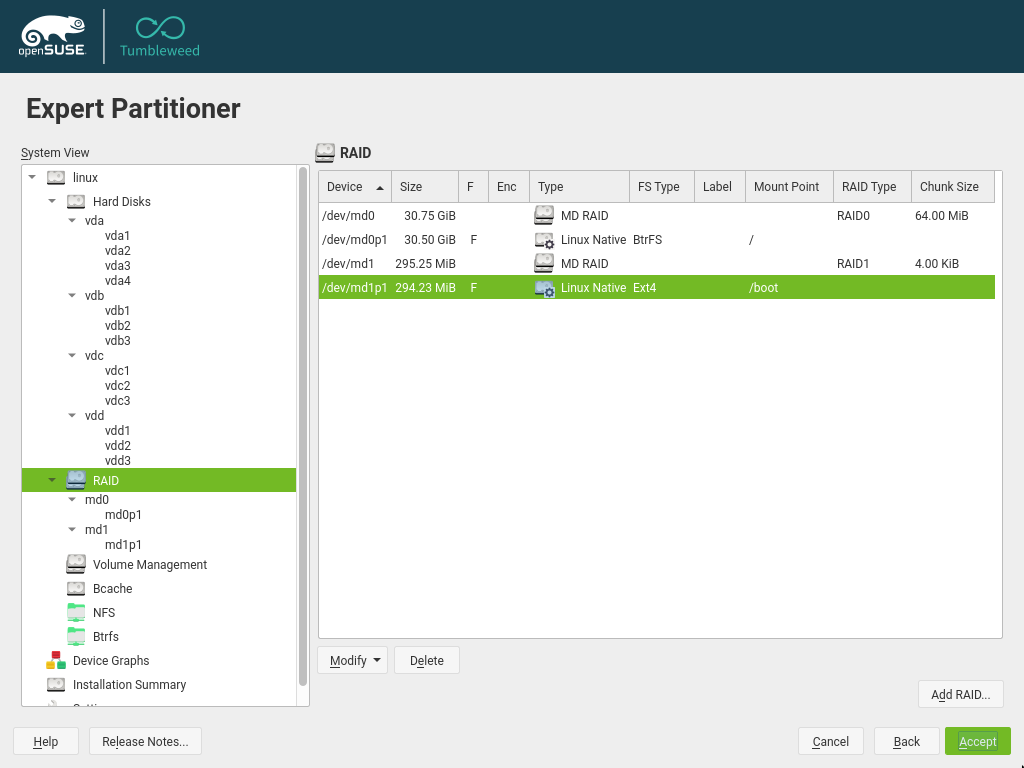 openSUSE
Tumbleweed
Expert Partitioner
System View
linux
Hard Disks
vda
vda1
vda2
vda3
vda4
vdb
vdb1
vdb2
vdb3
vdc
vdc1
vdc2
vdc3
vdd
vdd1
vdd2
vdd3
RAID
md0
md0p1
md1
md1p1
Volume Management
Bcache
NFS
Btrfs
Device Graphs
Installation Summary
RAID
Device Size F Enc Type FS Type Label Mount Point RAID Type Chunk Size
/dev/md0 30.75 GiB MD RAID RAID0 64.00 MiB
/dev/md0p1 30.50 GiB F Linux Native BtrFS /
/dev/md1 295.25 MiB MD RAID RAID1 4.00 KiB
/dev/md1p1 294.23 MiB F Linux Native Ext4 /boot
Modify Delete
Add RAID...
Help Release Notes... Cancel Back Accept